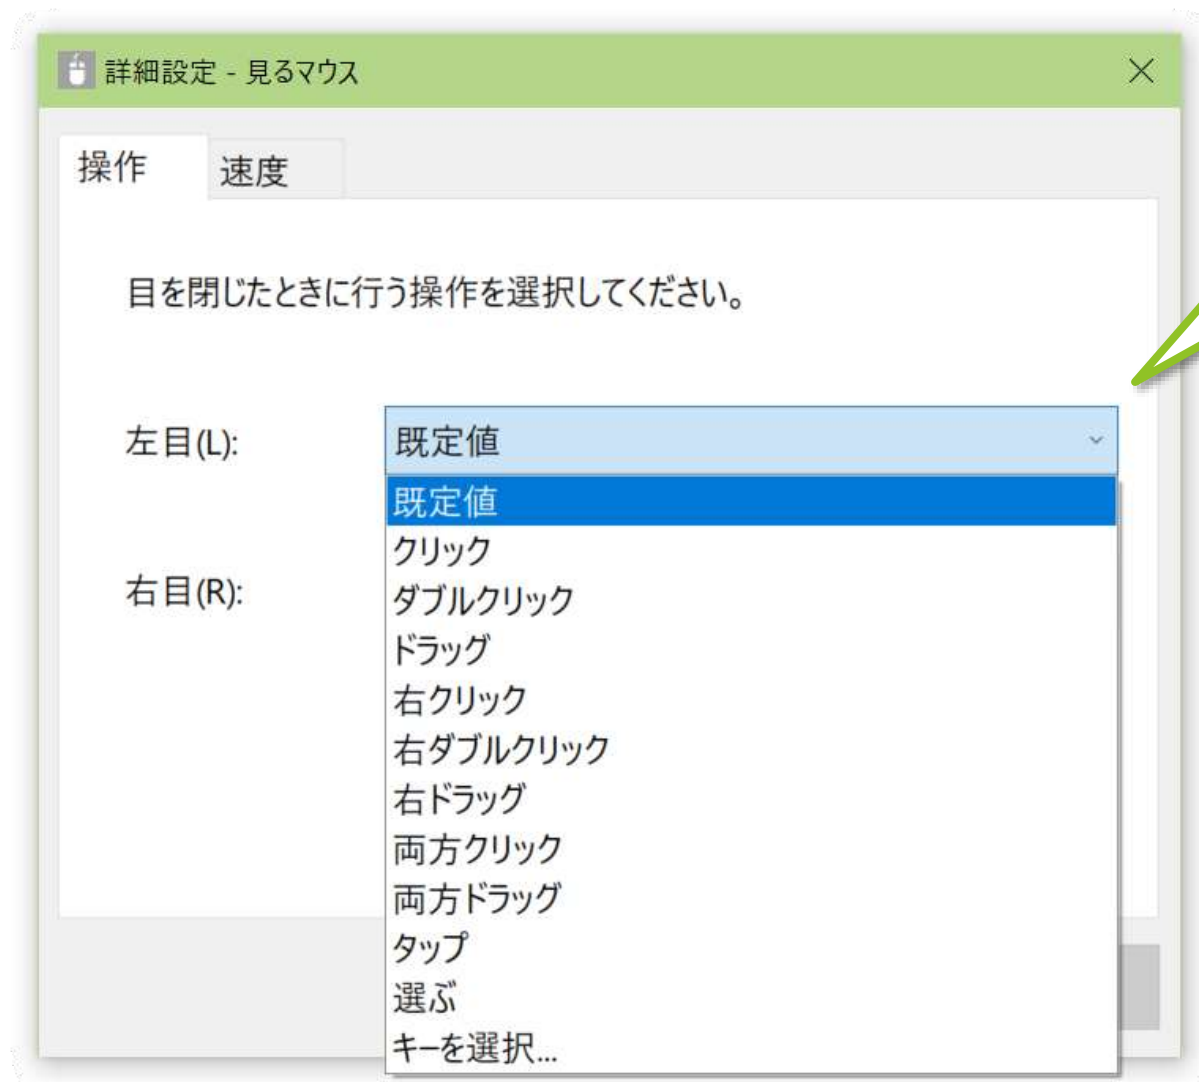 詳細設定 - 見るマウス
操作
速度
目を閉じたときに行う操作を選択してください。
左目(L):
既定値
既定値
クリック
ダブルクリック
ドラッグ
右目(R):
右クリック
右ダブルクリック
右ドラッグ
両方クリック
両方ドラッグ
タップ
選ぶ
キーを選択...